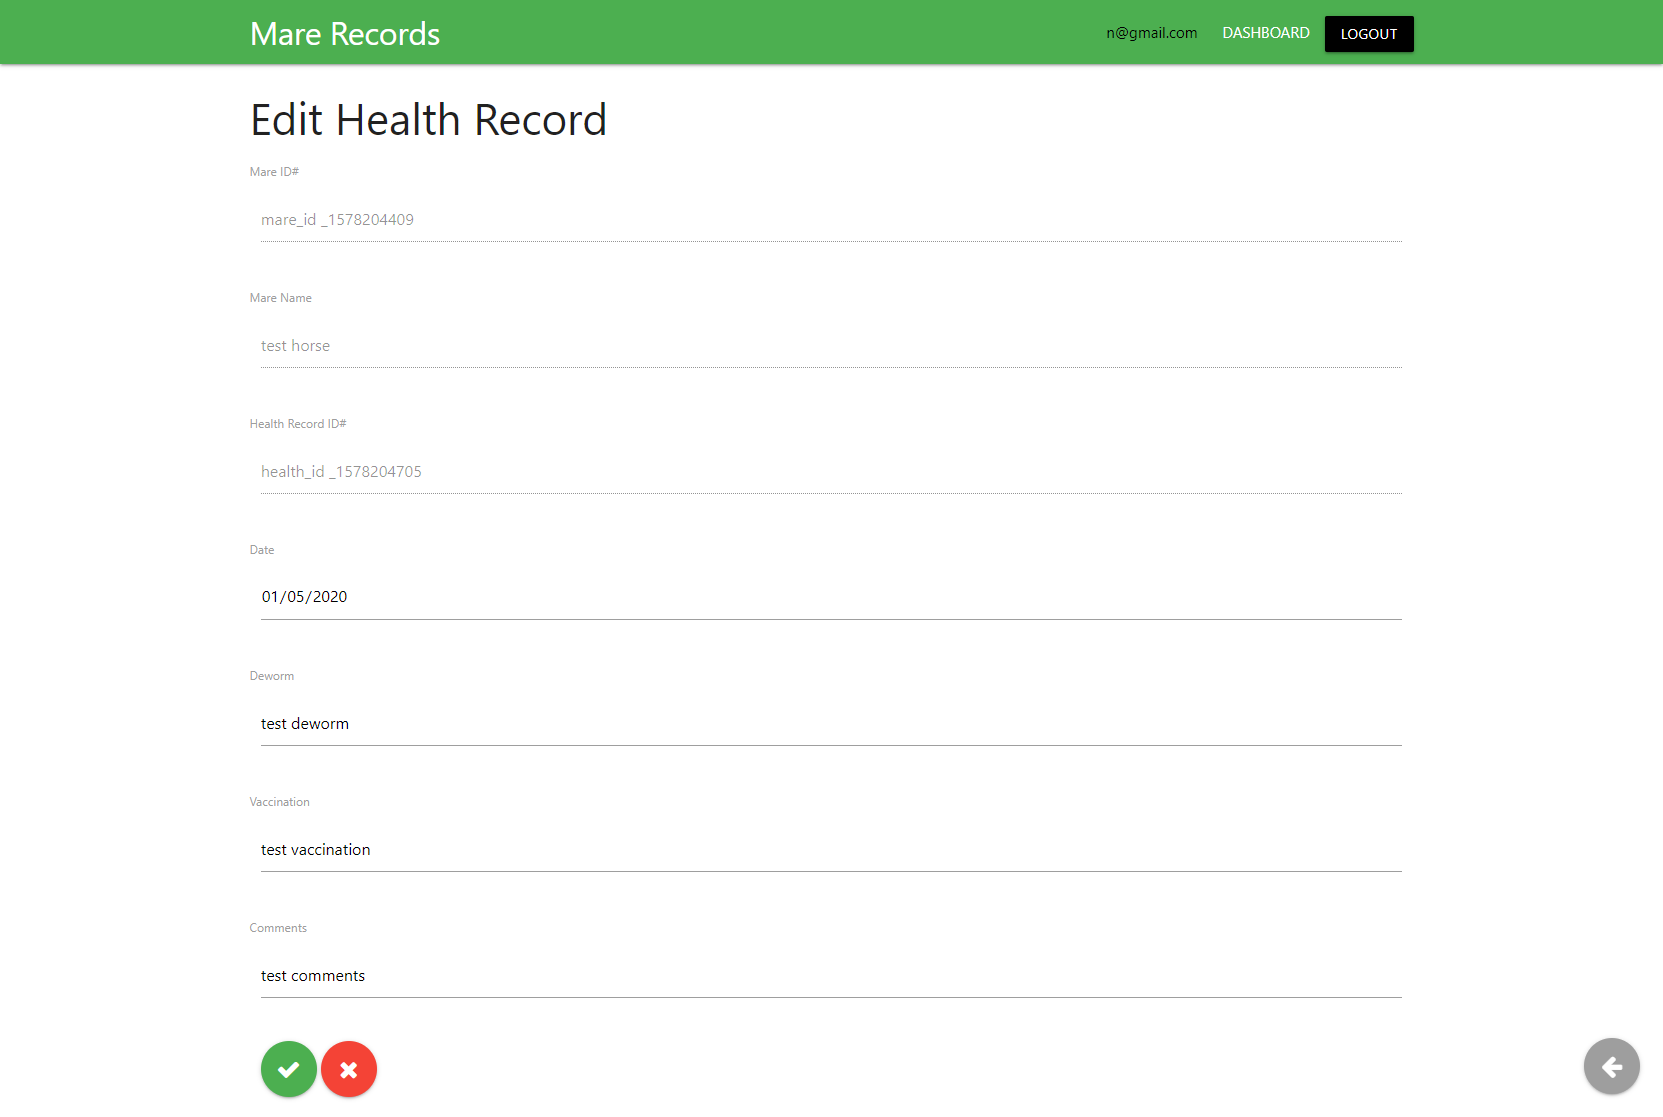 Mare Records
n@gmail.com DASHBOARD LOGOUT
Edit Health Record
Mare ID#
mare_id _1578204409
Mare Name
test horse
Health Record ID#
health_id _1578204705
Date
01/05/2020
Deworm
test deworm
Vaccination
test vaccination
Comments
test comments